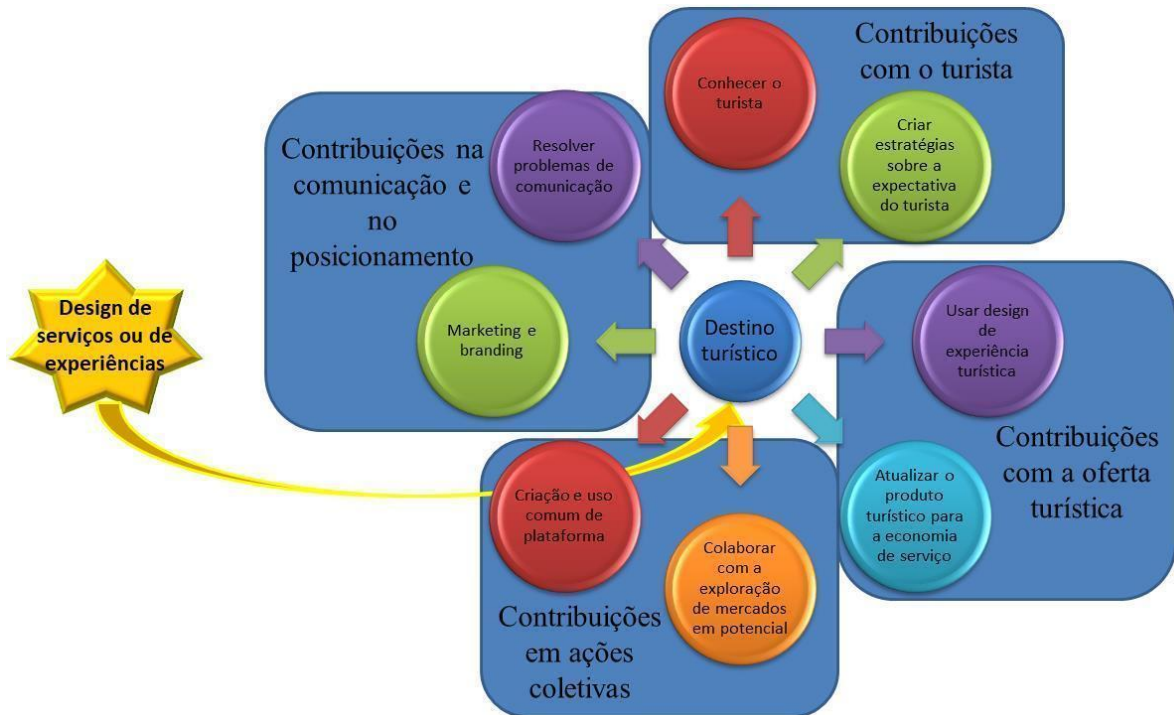 Contribuições
com o turista
Conhecer o
turista
Criar
estratégias
sobre a
expectativa
do turista
Contribuições na
comunicação e
no
posicionamento
Resolver
problemas de
comunicação
Marketing e
branding
Design de
serviços ou de
experiências
Destino
turístico
Usar design
de
experiência
turística
Contribuições
com a oferta
turística
Atualizar o
produto
turístico para
a economia
de serviço
Criação e uso
comum de
plataforma
Colaborar
com a
exploração
de mercados
em potencial
Contribuições
em ações
coletivas